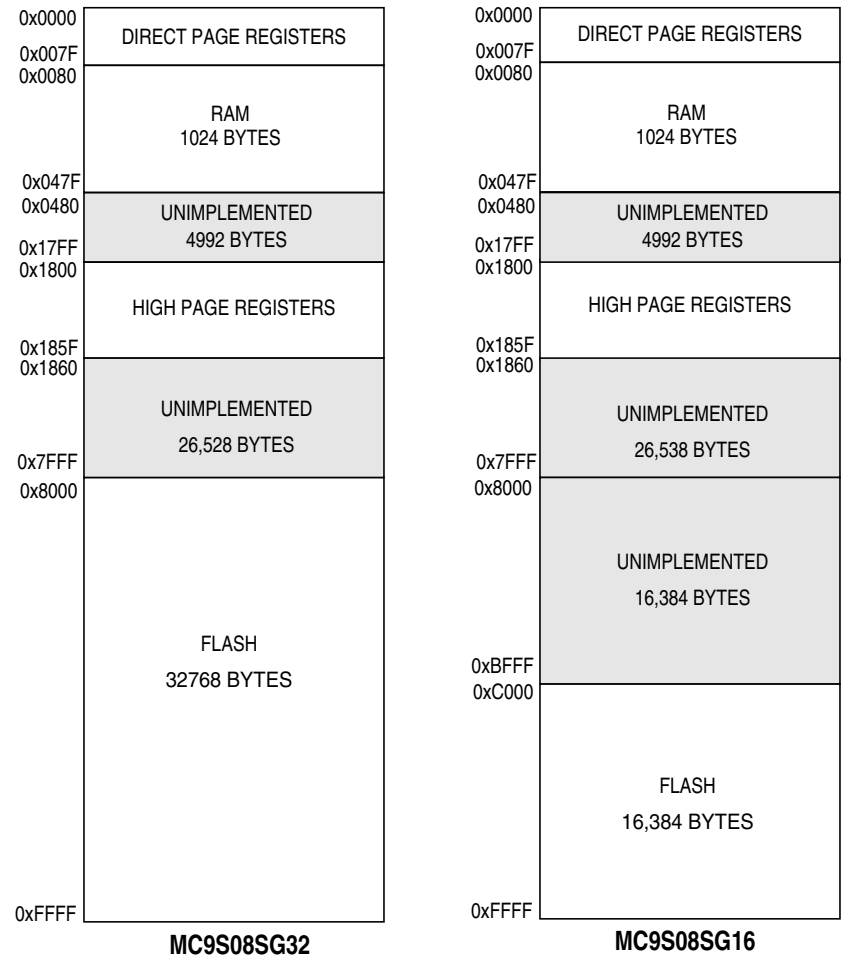 0x0000
DIRECT PAGE REGISTERS
0x007F
0x0080
RAM
1024 BYTES
0x047F
0x0480
UNIMPLEMENTED
4992 BYTES
0x17FF
0x1800
HIGH PAGE REGISTERS
0x185F
0x1860
UNIMPLEMENTED
26,528 BYTES
0x7FFF
0x8000
FLASH
32768 BYTES
0xFFFF
MC9S08SG32
0x0000
DIRECT PAGE REGISTERS
0x007F
0x0080
RAM
1024 BYTES
0x047F
0x0480
UNIMPLEMENTED
4992 BYTES
0x17FF
0x1800
HIGH PAGE REGISTERS
0x185F
0x1860
UNIMPLEMENTED
26,538 BYTES
0x7FFF
0x8000
UNIMPLEMENTED
16,384 BYTES
0xBFFF
0xC000
FLASH
16,384 BYTES
0xFFFF
MC9S08SG16